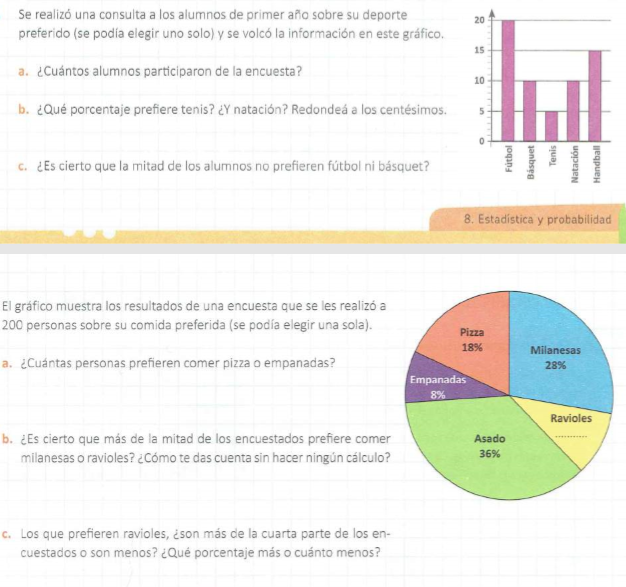 Se realizó una consulta a los alumnos de primer año sobre su deporte
preferido (se podía elegir uno solo) y se volcó la información en este gráfico.
a. ¿Cuántos alumnos participaron de la encuesta?
b. ¿Qué porcentaje prefiere tenis? ¿Y natación? Redondeá a los centésimos.
c. ¿Es cierto que la mitad de los alumnos no prefieren fútbol ni básquet?
20
15
10
5
0
Fútbol
Básquet
Tenis
Natación
Handball
8. Estadística y probabilidad
El gráfico muestra los resultados de una encuesta que se les realizó a
200 personas sobre su comida preferida (se podía elegir una sola).
a. ¿Cuántas personas prefieren comer pizza o empanadas?
b. ¿Es cierto que más de la mitad de los encuestados prefiere comer
milanesas o ravioles? ¿Cómo te das cuenta sin hacer ningún cálculo?
c. Los que prefieren ravioles, ¿son más de la cuarta parte de los en-
cuestados o son menos? ¿Qué porcentaje más o cuánto menos?
Pizza
18%
Milanesas
28%
Empanadas
8%
Ravioles
............
Asado
36%